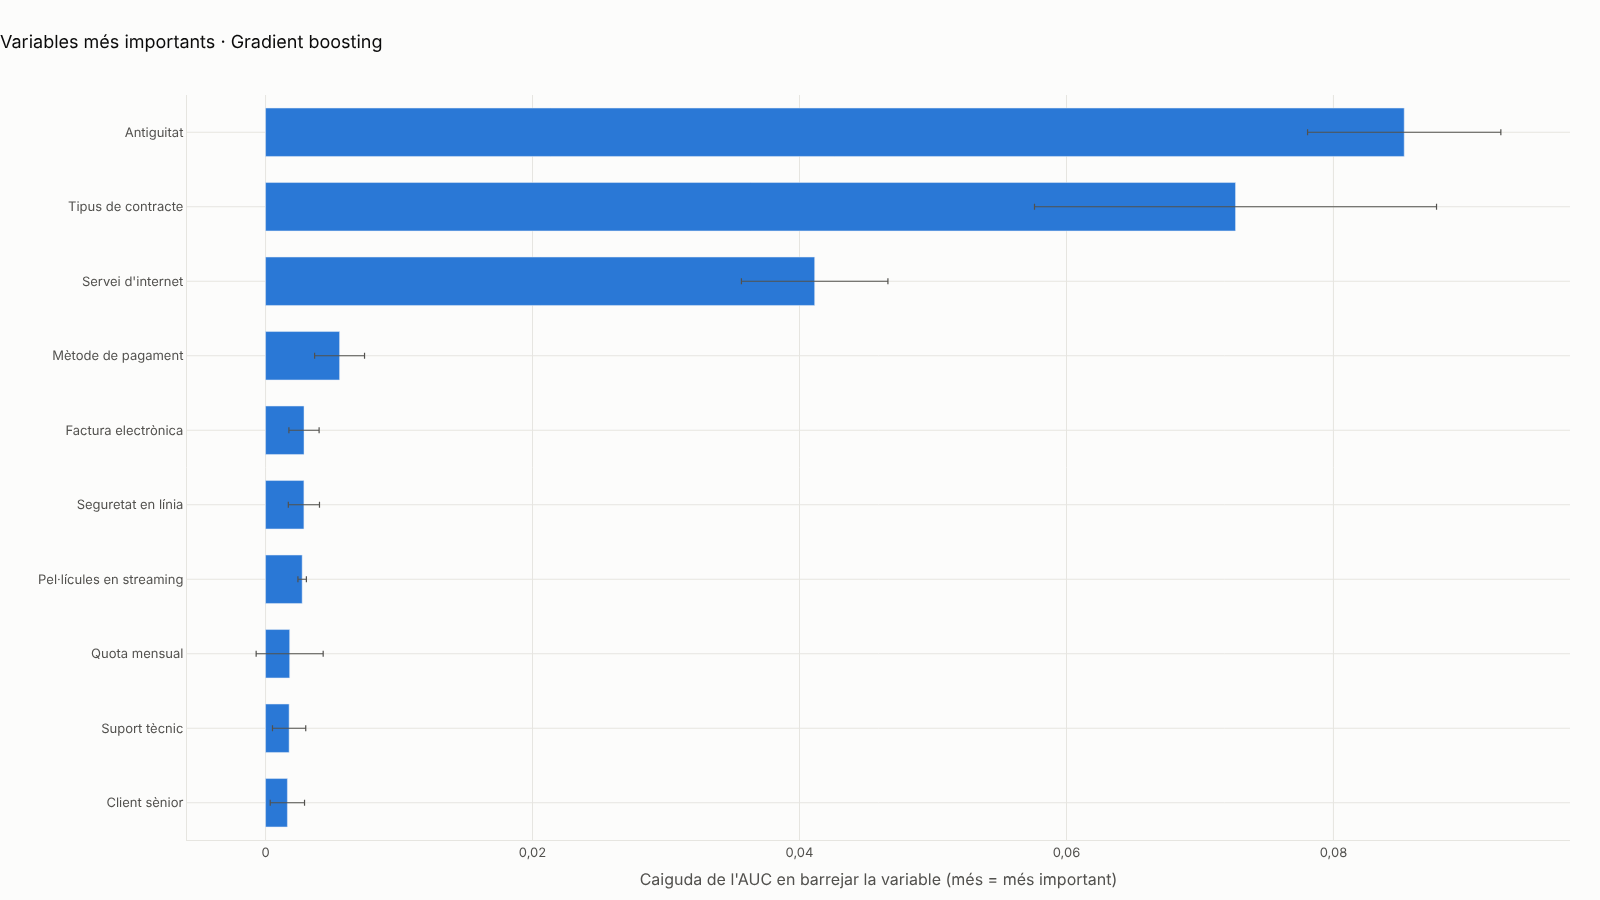 Variables més importants · Gradient boosting
Antiguitat
Tipus de contracte
Servei d'internet
Mètode de pagament
Factura electrònica
Seguretat en línia
Pel·lícules en streaming
Quota mensual
Suport tècnic
Client sènior
0
0,02
0,04
0,06
0,08
Caiguda de l'AUC en barrejar la variable (més = més important)